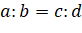 a:b = c:d